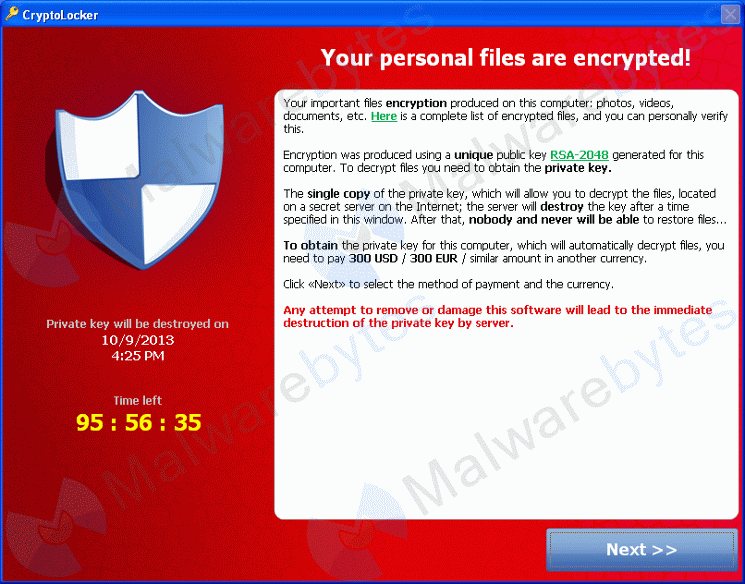 CryptoLocker
Your personal files are encrypted!
Your important files encryption produced on this computer: photos, videos,
documents, etc. Here is a complete list of encrypted files, and you can personally verify
this.
Encryption was produced using a unique public key RSA-2048 generated for this
computer. To decrypt files you need to obtain the private key.
The single copy of the private key, which will allow you to decrypt the files, located
on a secret server on the Internet; the server will destroy the key after a time
specified in this window. After that, nobody and never will be able to restore files...
To obtain the private key for this computer, which will automatically decrypt files, you
need to pay 300 USD / 300 EUR / similar amount in another currency.
Click «Next» to select the method of payment and the currency.
Any attempt to remove or damage this software will lead to the immediate
destruction of the private key by server.
Private key will be destroyed on
10/9/2013
4:25 PM
Time left
95 : 56 : 35
Next >>
Malwarebytes
Malwarebytes
Malwarebytes